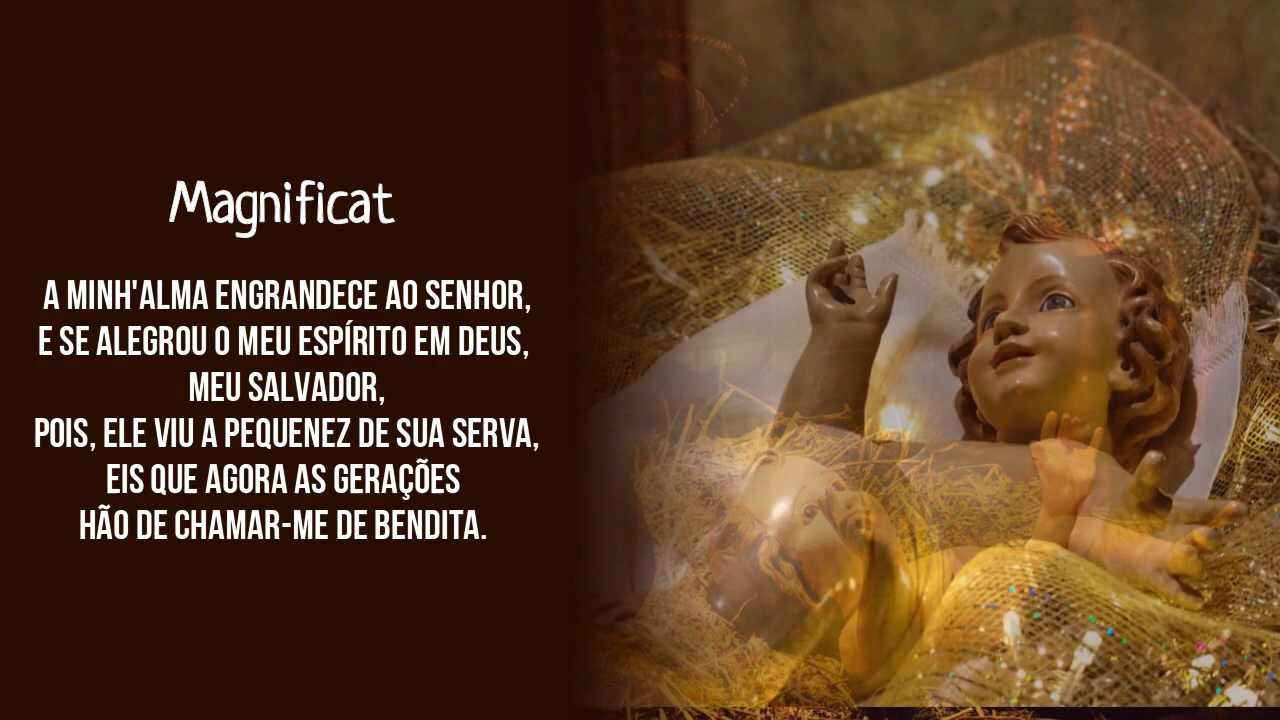 Magnificat
A MINH'ALMA ENGRANDECE AO SENHOR,
E SE ALEGROU O MEU ESPÍRITO EM DEUS,
MEU SALVADOR,
POIS, ELE VIU A PEQUENEZ DE SUA SERVA,
EIS QUE AGORA AS GERAÇÕES
HÃO DE CHAMAR-ME DE BENDITA.